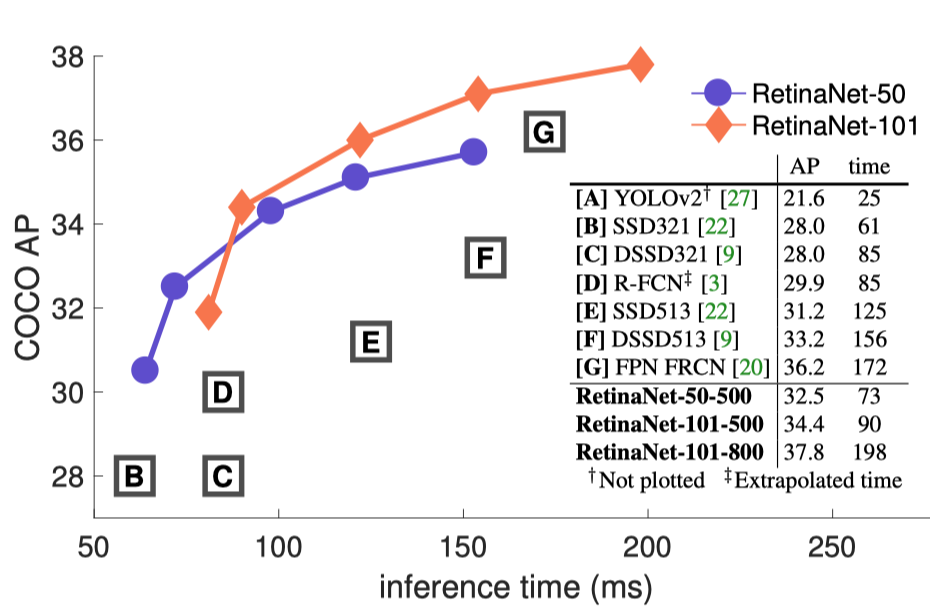 38
36
34
32
30
28
COCO AP
50 100 150 200 250
inference time (ms)
B
C
D
E
F
G
RetinaNet-50
RetinaNet-101
AP time
[A] YOLOv2† [27] 21.6 25
[B] SSD321 [22] 28.0 61
[C] DSSD321 [9] 28.0 85
[D] R-FCN‡ [3] 29.9 85
[E] SSD513 [22] 31.2 125
[F] DSSD513 [9] 33.2 156
[G] FPN FRCN [20] 36.2 172
RetinaNet-50-500 32.5 73
RetinaNet-101-500 34.4 90
RetinaNet-101-800 37.8 198
†Not plotted ‡Extrapolated time